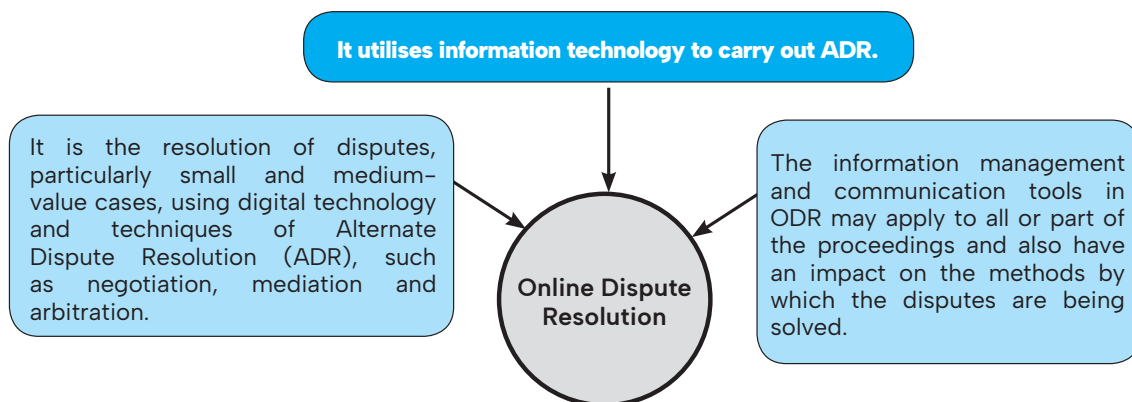 It utilises information technology to carry out ADR.
It is the resolution of disputes,
particularly small and medium-
value cases, using digital technology
and techniques of Alternate
Dispute Resolution (ADR), such
as negotiation, mediation and
arbitration.
The information management
and communication tools in
ODR may apply to all or part of
the proceedings and also have
an impact on the methods by
which the disputes are being
solved.
Online Dispute
Resolution